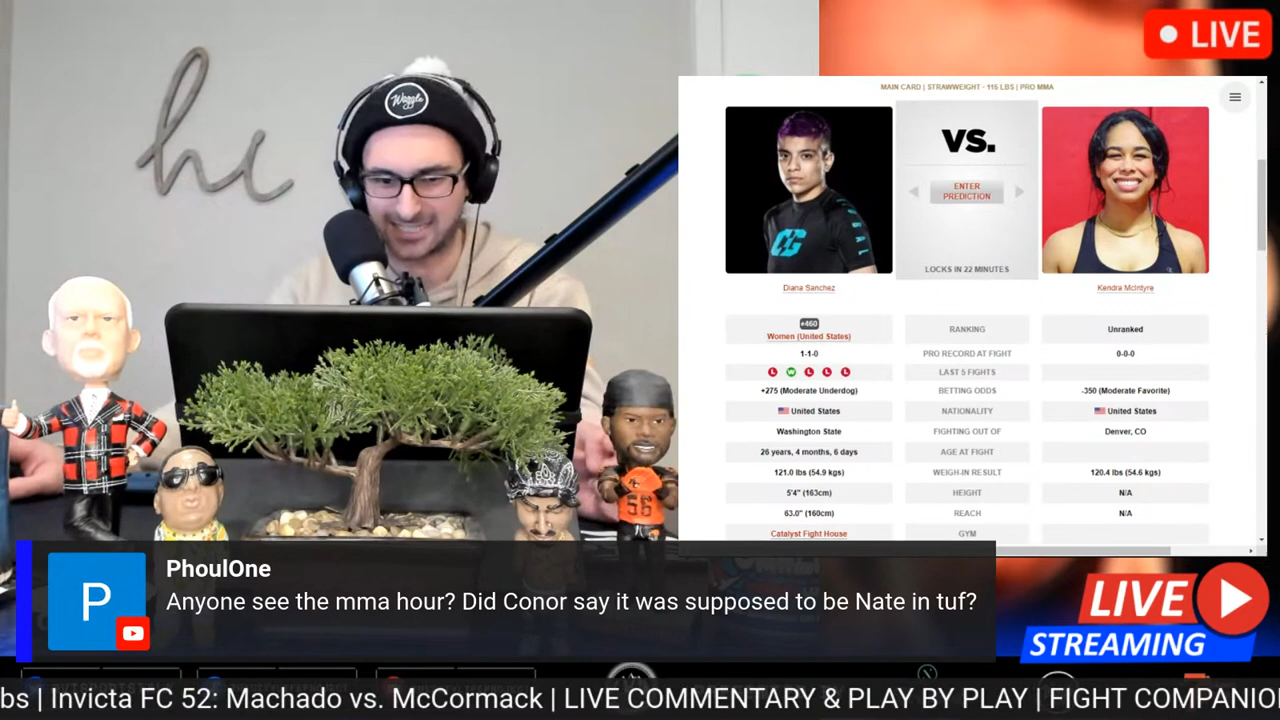 hi
Waggle
LIVE
MAIN CARD | STRAWWEIGHT · 115 LBS | PRO MMA
VS.
ENTER
PREDICTION
LOCKS IN 22 MINUTES
Diana Sanchez
Kendra McIntyre
#460
Women (United States)
RANKING
Unranked
1-1-0
PRO RECORD AT FIGHT
0-0-0
L W L L L
LAST 5 FIGHTS
+275 (Moderate Underdog)
BETTING ODDS
-350 (Moderate Favorite)
United States
NATIONALITY
United States
Washington State
FIGHTING OUT OF
Denver, CO
26 years, 4 months, 6 days
AGE AT FIGHT
121.0 lbs (54.9 kgs)
WEIGH-IN RESULT
120.4 lbs (54.6 kgs)
5'4" (163cm)
HEIGHT
N/A
63.0" (160cm)
REACH
N/A
Catalyst Fight House
GYM
56
P
PhoulOne
Anyone see the mma hour? Did Conor say it was supposed to be Nate in tuf?
LIVE
STREAMING
bs | Invicta FC 52: Machado vs. McCormack | LIVE COMMENTARY & PLAY BY PLAY | FIGHT COMPANIO